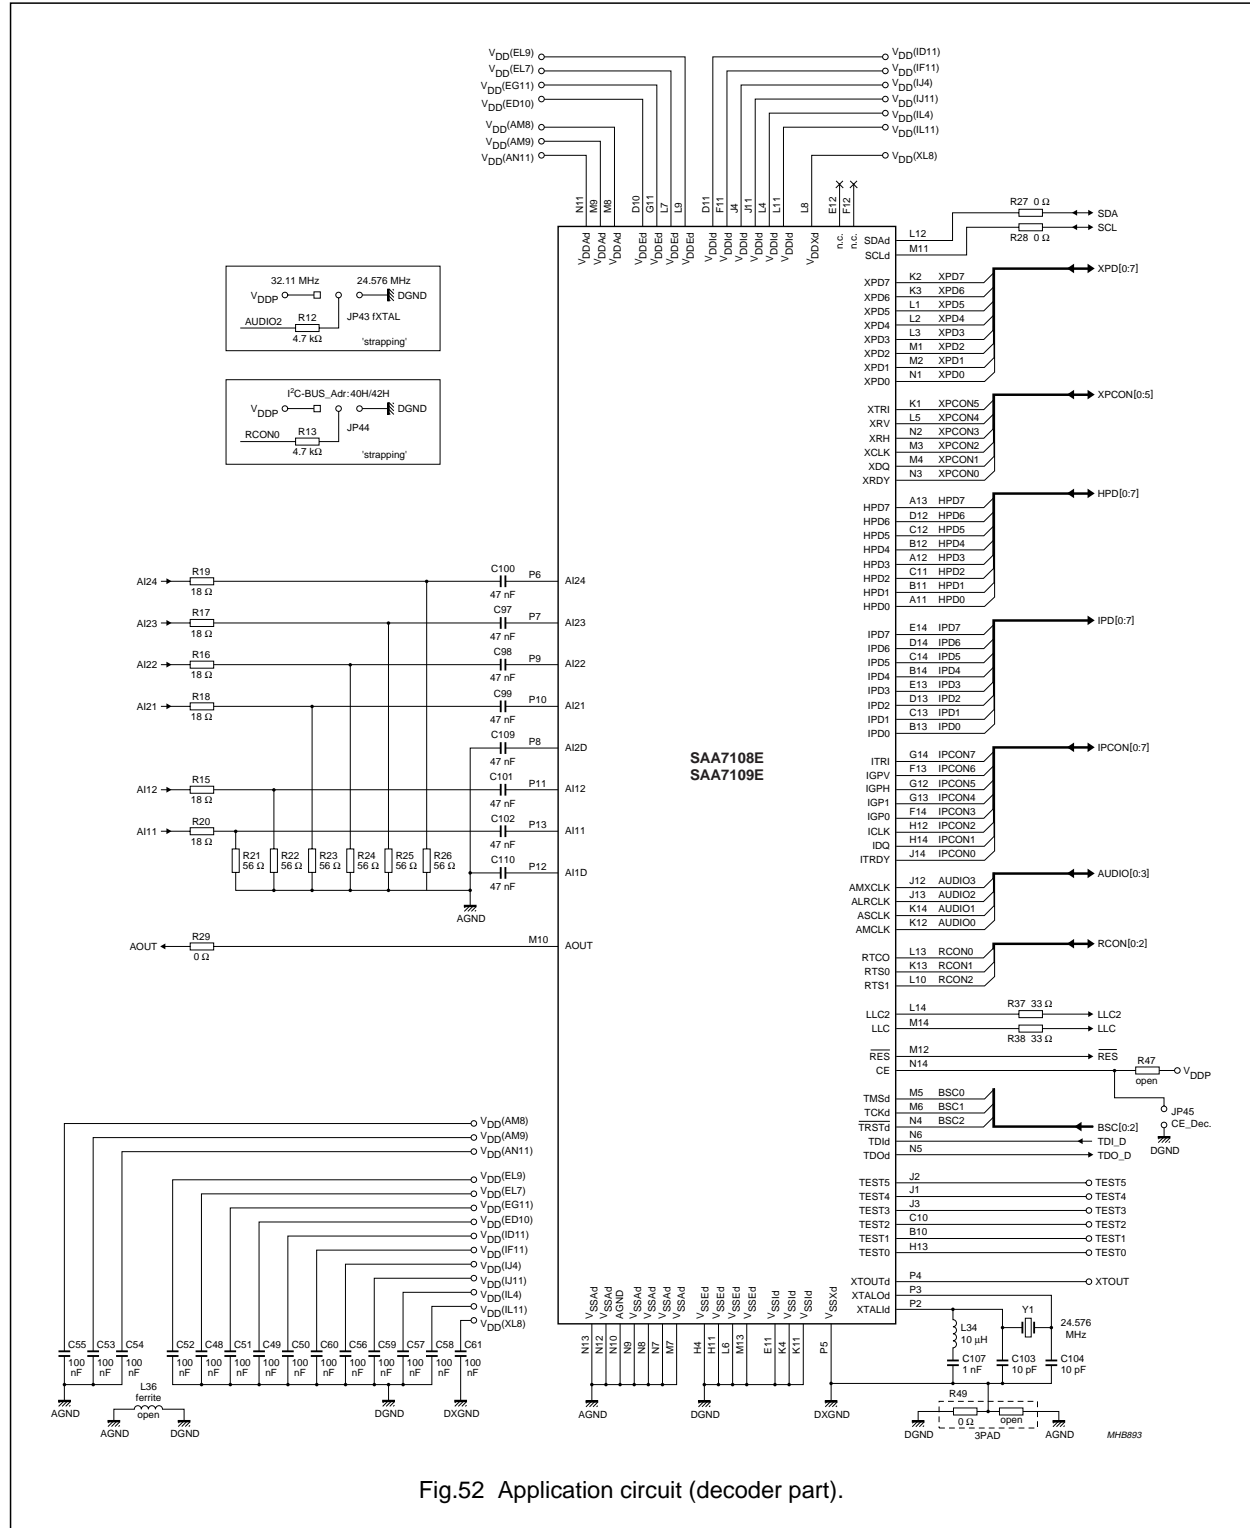 VDD(EL9)
VDD(EL7)
VDD(EG11)
VDD(ED10)
VDD(AM8)
VDD(AM9)
VDD(AN11)
VDD(ID11)
VDD(IF11)
VDD(IJ4)
VDD(IJ11)
VDD(IL4)
VDD(IL11)
VDD(XL8)
N11 M9 M8 D10 G11 L7 L9 D11 F11 J4 J11 L4 L11 L8 E12 F12
VDDAd VDDAd VDDAd VDDEd VDDEd VDDEd VDDEd VDDId VDDId VDDId VDDId VDDId VDDId VDDXd n.c. n.c.
SDAd L12 R27 0 Ω SDA
SCLd M11 R28 0 Ω SCL
32.11 MHz 24.576 MHz
VDDP DGND
AUDIO2 R12 JP43 fXTAL
4.7 kΩ 'strapping'
I²C-BUS_Adr:40H/42H
VDDP DGND
RCON0 R13 JP44
4.7 kΩ 'strapping'
XPD7 K2 XPD7 XPD[0:7]
XPD6 K3 XPD6
XPD5 L1 XPD5
XPD4 L2 XPD4
XPD3 L3 XPD3
XPD2 M1 XPD2
XPD1 M2 XPD1
XPD0 N1 XPD0
XTRI K1 XPCON5 XPCON[0:5]
XRV L5 XPCON4
XRH N2 XPCON3
XCLK M3 XPCON2
XDQ M4 XPCON1
XRDY N3 XPCON0
HPD7 A13 HPD7 HPD[0:7]
HPD6 D12 HPD6
HPD5 C12 HPD5
HPD4 B12 HPD4
HPD3 A12 HPD3
HPD2 C11 HPD2
HPD1 B11 HPD1
HPD0 A11 HPD0
IPD7 E14 IPD7 IPD[0:7]
IPD6 D14 IPD6
IPD5 C14 IPD5
IPD4 B14 IPD4
IPD3 E13 IPD3
IPD2 D13 IPD2
IPD1 C13 IPD1
IPD0 B13 IPD0
ITRI G14 IPCON7 IPCON[0:7]
IGPV F13 IPCON6
IGPH G12 IPCON5
IGP1 G13 IPCON4
IGP0 F14 IPCON3
ICLK H12 IPCON2
IDQ H14 IPCON1
ITRDY J14 IPCON0
AMXCLK J12 AUDIO3 AUDIO[0:3]
ALRCLK J13 AUDIO2
ASCLK K14 AUDIO1
AMCLK K12 AUDIO0
RTCO L13 RCON0 RCON[0:2]
RTS0 K13 RCON1
RTS1 L10 RCON2
LLC2 L14 R37 33 Ω LLC2
LLC M14 R38 33 Ω LLC
RES M12 RES
CE N14 R47 open VDDP
JP45
CE_Dec.
DGND
TMSd M5 BSC0
TCKd M6 BSC1
TRSTd N4 BSC2 BSC[0:2]
TDId N6 TDI_D
TDOd N5 TDO_D
TEST5 J2 TEST5
TEST4 J1 TEST4
TEST3 J3 TEST3
TEST2 C10 TEST2
TEST1 B10 TEST1
TEST0 H13 TEST0
XTOUTd P4 XTOUT
XTALOd P3
XTALId P2
L34 10 µH
Y1 24.576 MHz
C107 1 nF
C103 10 pF
C104 10 pF
R49
0 Ω open
DGND 3PAD AGND
MHB893
SAA7108E
SAA7109E
AI24 R19 18 Ω C100 47 nF P6 AI24
AI23 R17 18 Ω C97 47 nF P7 AI23
AI22 R16 18 Ω C98 47 nF P9 AI22
AI21 R18 18 Ω C99 47 nF P10 AI21
C109 47 nF P8 AI2D
AI12 R15 18 Ω C101 47 nF P11 AI12
AI11 R20 18 Ω C102 47 nF P13 AI11
R21 56 Ω R22 56 Ω R23 56 Ω R24 56 Ω R25 56 Ω R26 56 Ω
C110 47 nF P12 AI1D
AGND
AOUT R29 0 Ω M10 AOUT
VDD(AM8)
VDD(AM9)
VDD(AN11)
VDD(EL9)
VDD(EL7)
VDD(EG11)
VDD(ED10)
VDD(ID11)
VDD(IF11)
VDD(IJ4)
VDD(IJ11)
VDD(IL4)
VDD(IL11)
VDD(XL8)
C55 C53 C54 C52 C48 C51 C49 C50 C60 C56 C59 C57 C58 C61
100 100 100 100 100 100 100 100 100 100 100 100 100 100
nF nF nF nF nF nF nF nF nF nF nF nF nF nF
AGND DGND DXGND
L36
ferrite
open
AGND DGND
VSSAd VSSAd AGND VSSAd VSSAd VSSAd VSSAd VSSEd VSSEd VSSEd VSSEd VSSId VSSId VSSId VSSXd
N13 N12 N10 N9 N8 N7 M7 H4 H11 L6 M13 E11 K4 K11 P5
AGND DGND DXGND
Fig.52 Application circuit (decoder part).